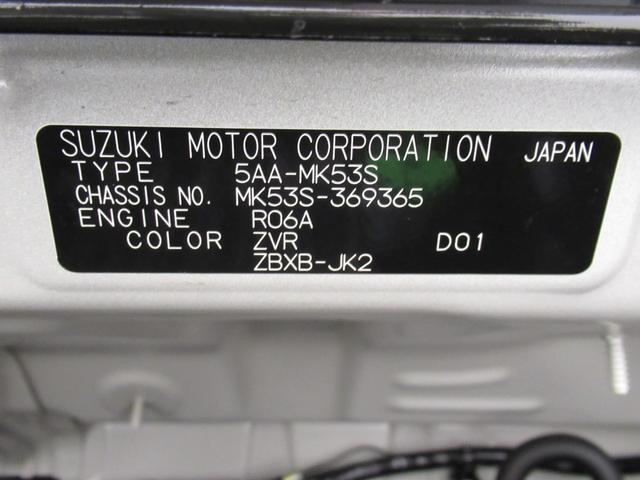 SUZUKI MOTOR CORPORATION JAPAN
TYPE 5AA-MK53S
CHASSIS NO. MK53S-369365
ENGINE R06A
COLOR ZVR D01
ZBXB-JK2